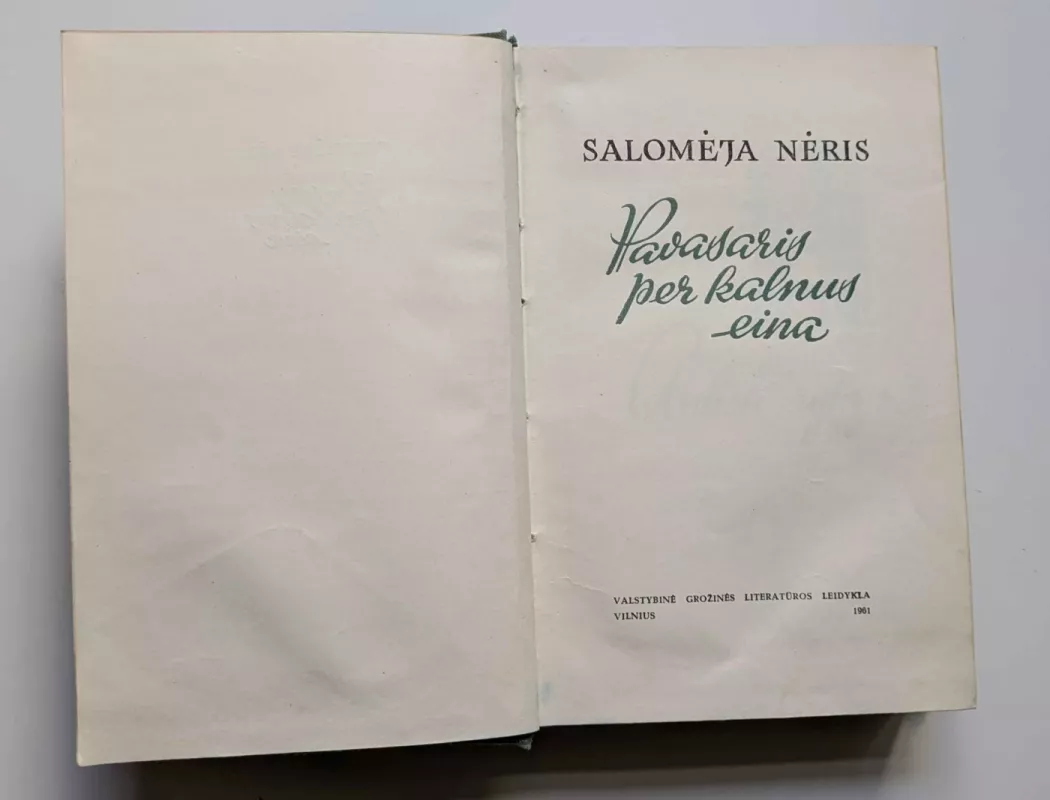 SALOMĖJA NĖRIS
Pavasaris
per kalnus
eina
VALSTYBINĖ GROŽINĖS LITERATŪROS LEIDYKLA
VILNIUS 1961